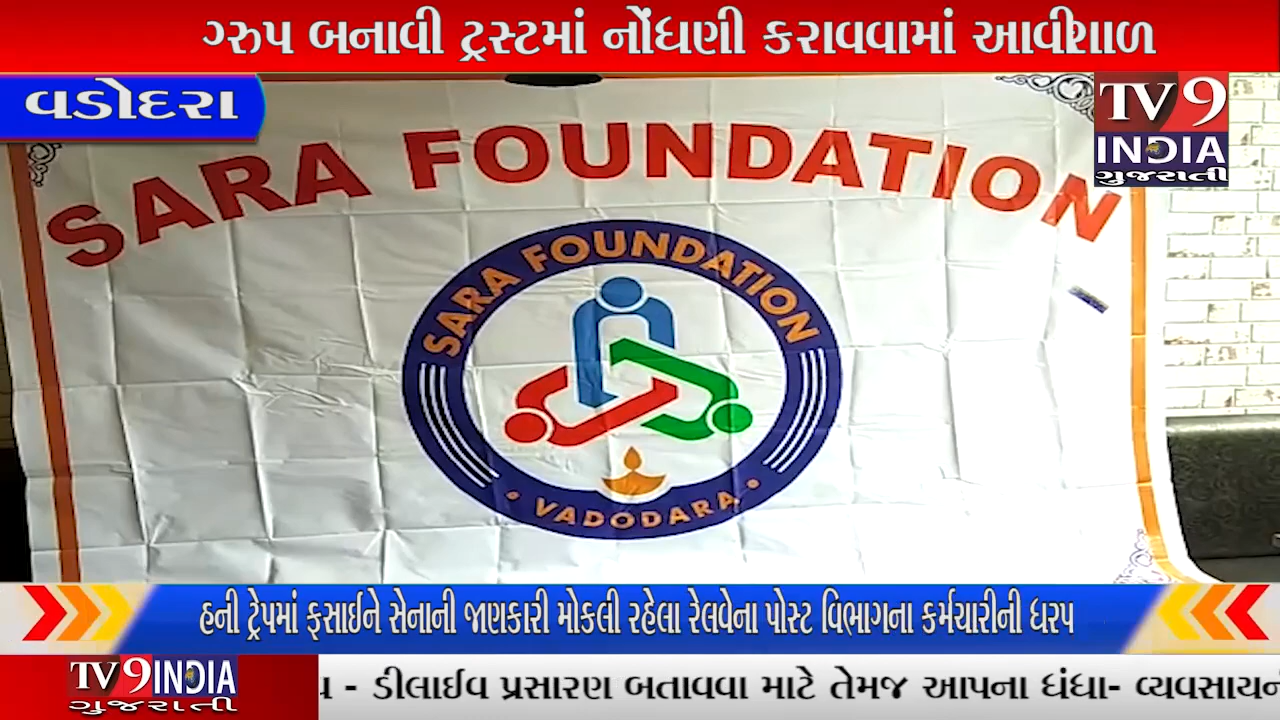 ગ્રુપ બનાવી ટ્રસ્ટમાં નોંધણી કરાવવામાં
વડોદરા
TV9
INDIA
ગુજરાતી
SARA FOUNDATION
SARA FOUNDATION
VADODARA
હની ટ્રેપમાં ફસાઈને સેનાની જાણકારી મોકલી રહેલા રેલવેના પોસ્ટ વિભાગના કર્મચારીની ધરપ
TV9INDIA
ગુજરાતી
- ડીલાઈવ પ્રસારણ બતાવવા માટે તેમજ આપના ધંધા- વ્યવસાયની